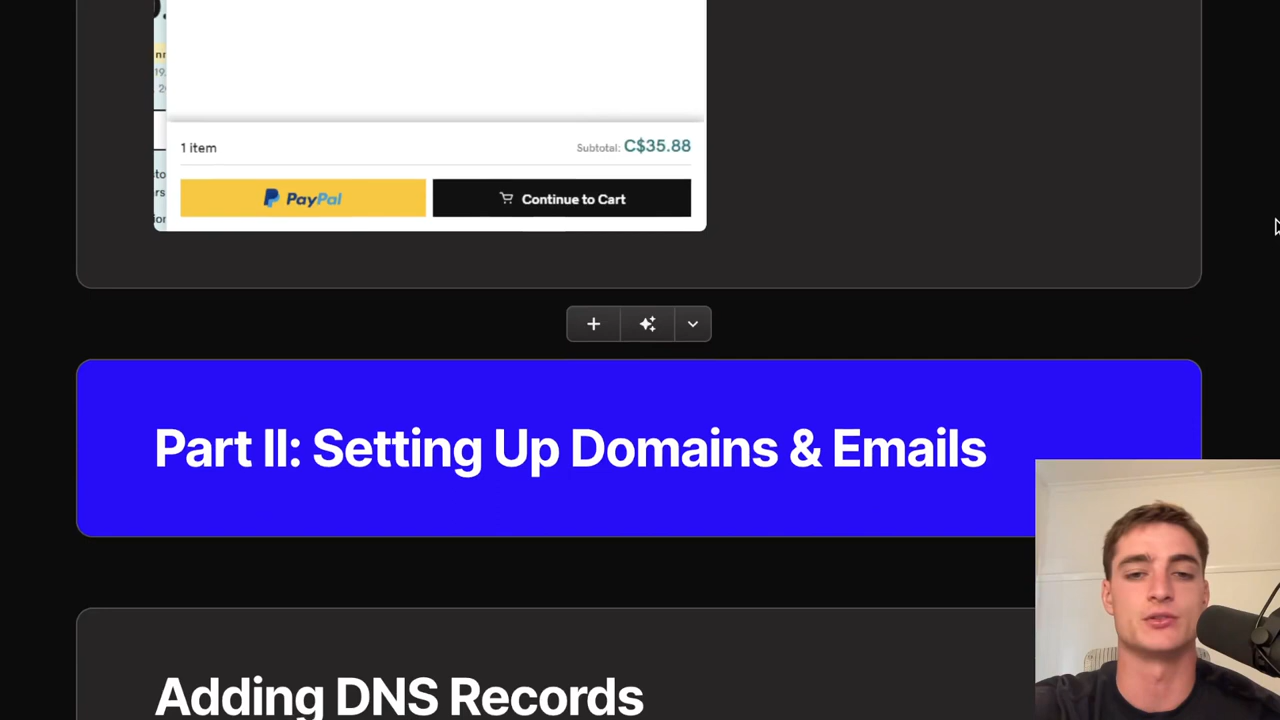 1 item
Subtotal: C$35.88
PayPal
Continue to Cart
Part II: Setting Up Domains & Emails
Adding DNS Records